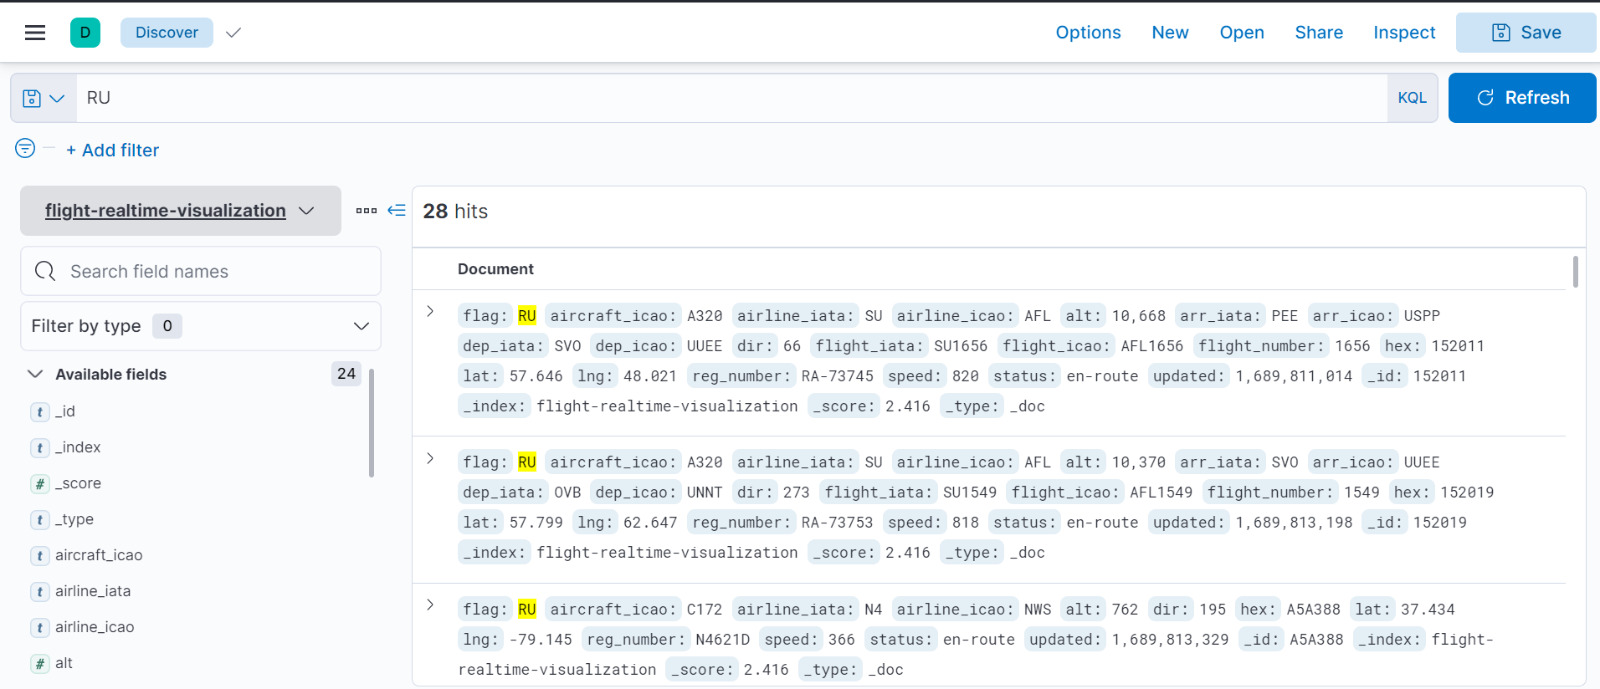 D Discover Options New Open Share Inspect Save
RU KQL Refresh
+ Add filter
flight-realtime-visualization
Search field names
Filter by type 0
Available fields 24
t _id
t _index
# _score
t _type
t aircraft_icao
t airline_iata
t airline_icao
# alt
28 hits
Document
flag: RU aircraft_icao: A320 airline_iata: SU airline_icao: AFL alt: 10,668 arr_iata: PEE arr_icao: USPP
dep_iata: SVO dep_icao: UUEE dir: 66 flight_iata: SU1656 flight_icao: AFL1656 flight_number: 1656 hex: 152011
lat: 57.646 lng: 48.021 reg_number: RA-73745 speed: 820 status: en-route updated: 1,689,811,014 _id: 152011
_index: flight-realtime-visualization _score: 2.416 _type: _doc
flag: RU aircraft_icao: A320 airline_iata: SU airline_icao: AFL alt: 10,370 arr_iata: SVO arr_icao: UUEE
dep_iata: OVB dep_icao: UNNT dir: 273 flight_iata: SU1549 flight_icao: AFL1549 flight_number: 1549 hex: 152019
lat: 57.799 lng: 62.647 reg_number: RA-73753 speed: 818 status: en-route updated: 1,689,813,198 _id: 152019
_index: flight-realtime-visualization _score: 2.416 _type: _doc
flag: RU aircraft_icao: C172 airline_iata: N4 airline_icao: NWS alt: 762 dir: 195 hex: A5A388 lat: 37.434
lng: -79.145 reg_number: N4621D speed: 366 status: en-route updated: 1,689,813,329 _id: A5A388 _index: flight-
realtime-visualization _score: 2.416 _type: _doc